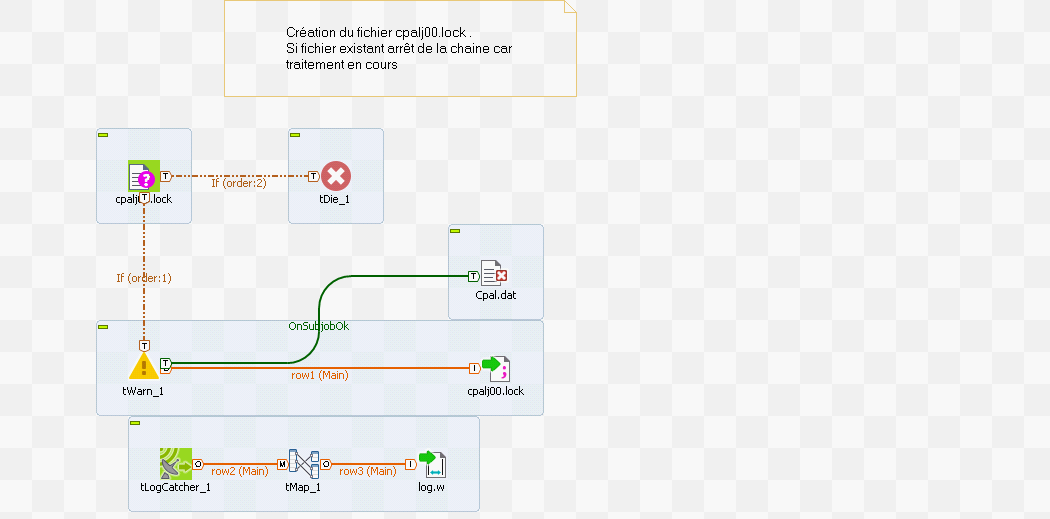 Création du fichier cpalj00.lock .
Si fichier existant arrêt de la chaine car
traitement en cours
T
If (order:2)
T
T
.lock
tDie_1
If (order:1)
T
Cpal.dat
OnSubjobOk
T
T
row1 (Main)
I
tWarn_1
cpalj00.lock
O
row2 (Main)
M
O
row3 (Main)
I
tLogCatcher_1
tMap_1
log.w